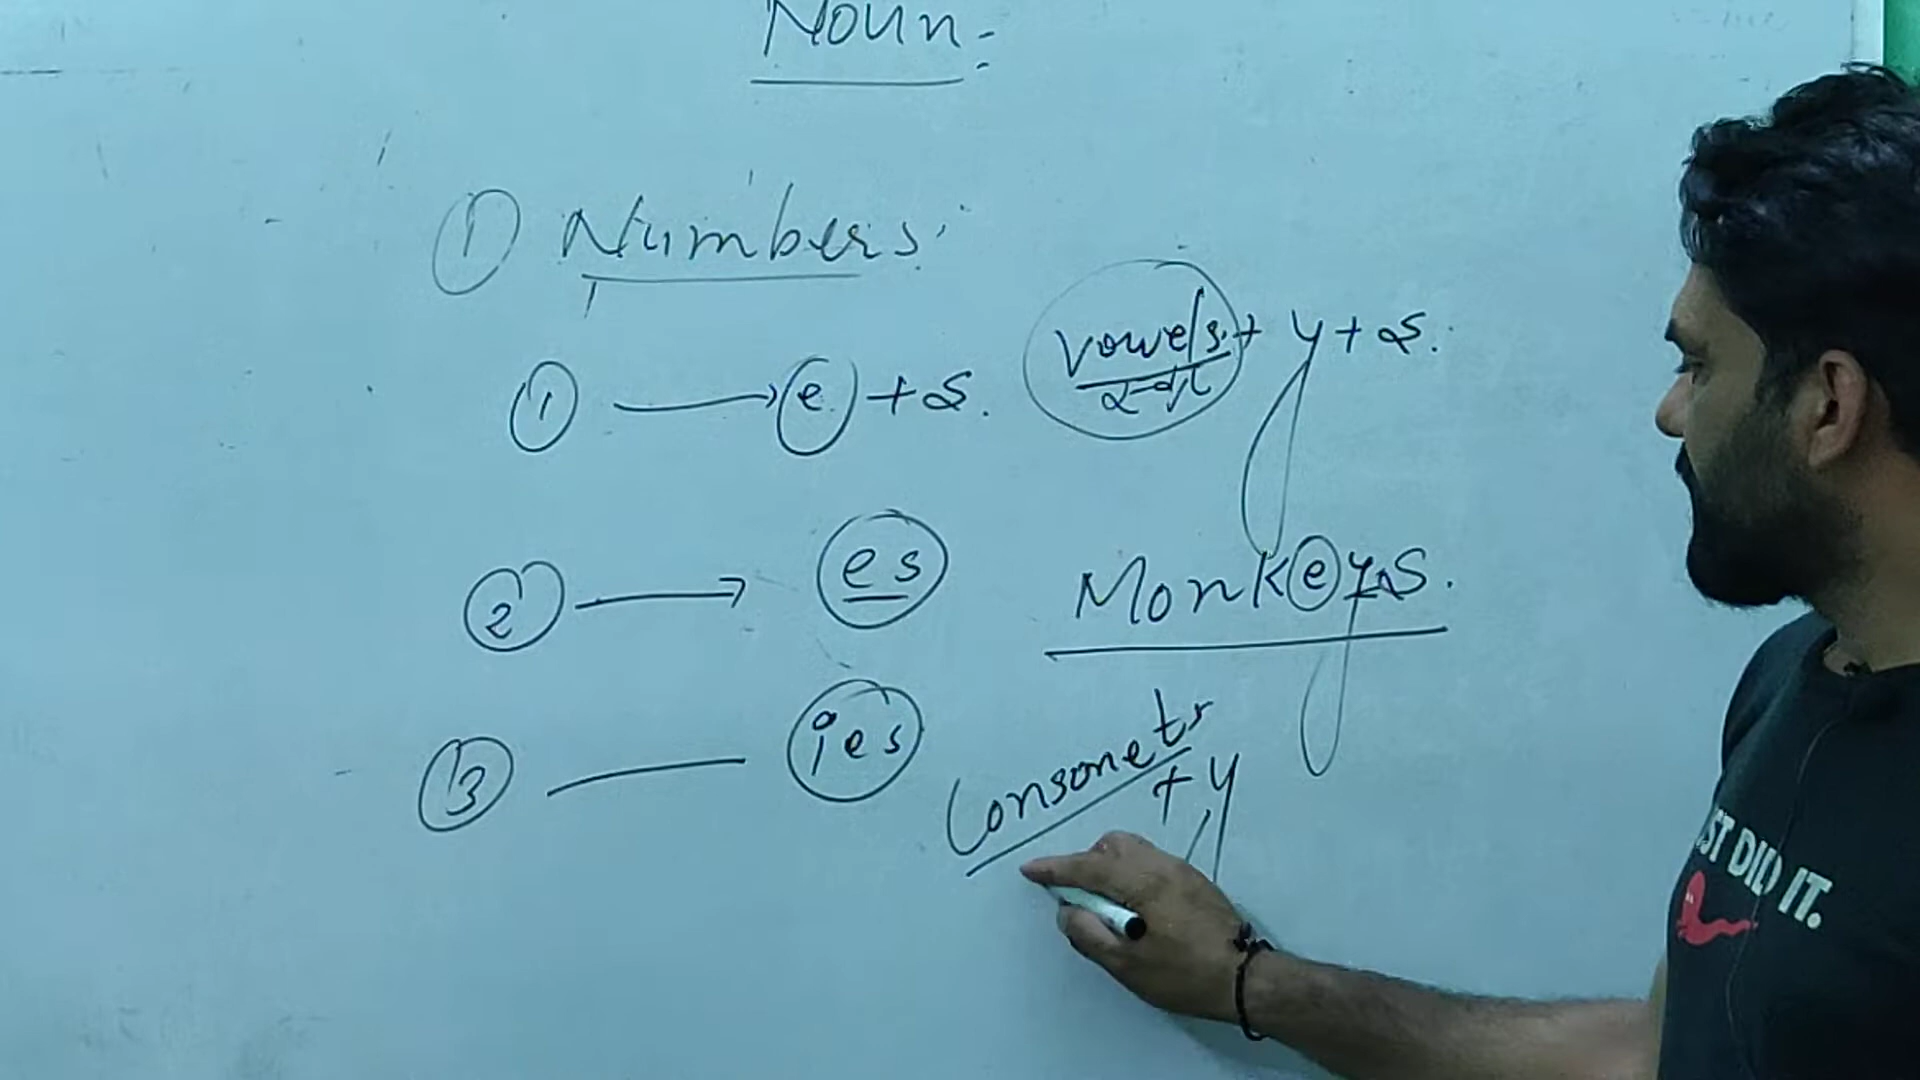 Noun:
① Numbers:
① → e + s.
vowels + y + s.
② → es
Monkeys.
③ — ies
Consonets
+ y
ST DID IT.